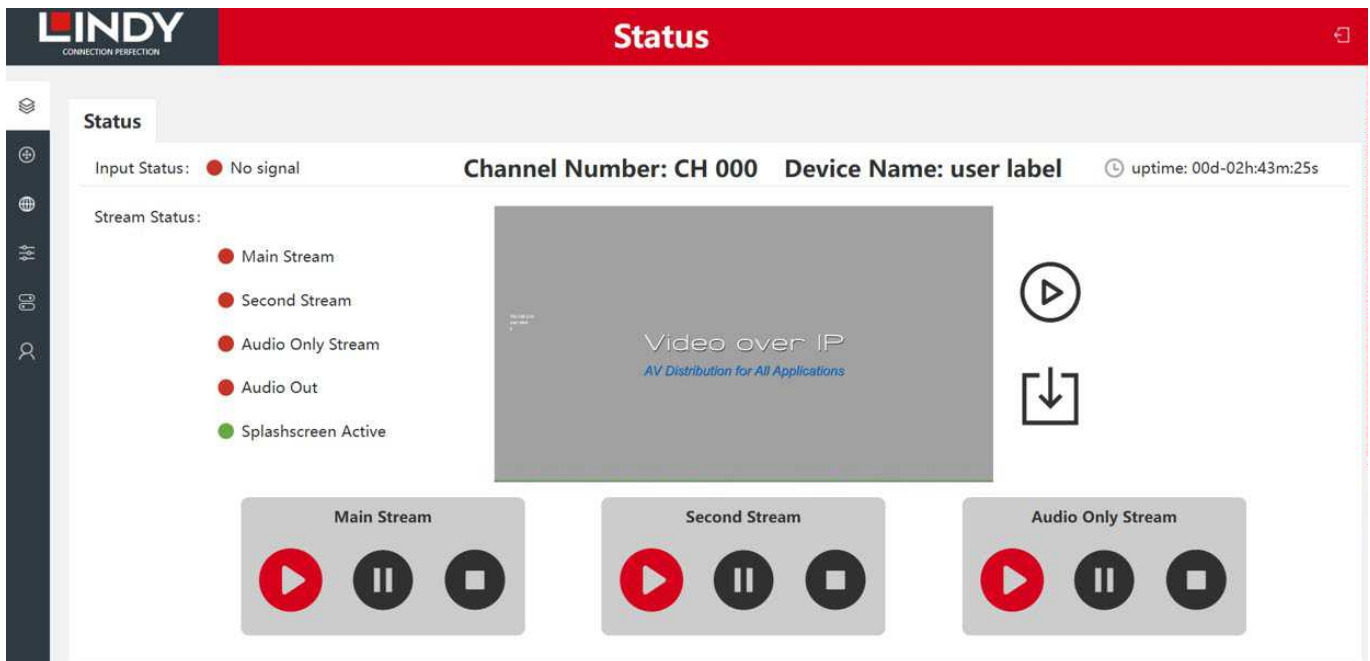 LINDY
CONNECTION PERFECTION
Status
Status
Input Status: No signal
Channel Number: CH 000 Device Name: user label
uptime: 00d-02h:43m:25s
Stream Status:
Main Stream
Second Stream
Audio Only Stream
Audio Out
Splashscreen Active
Video over IP
AV Distribution for All Applications
Main Stream
Second Stream
Audio Only Stream